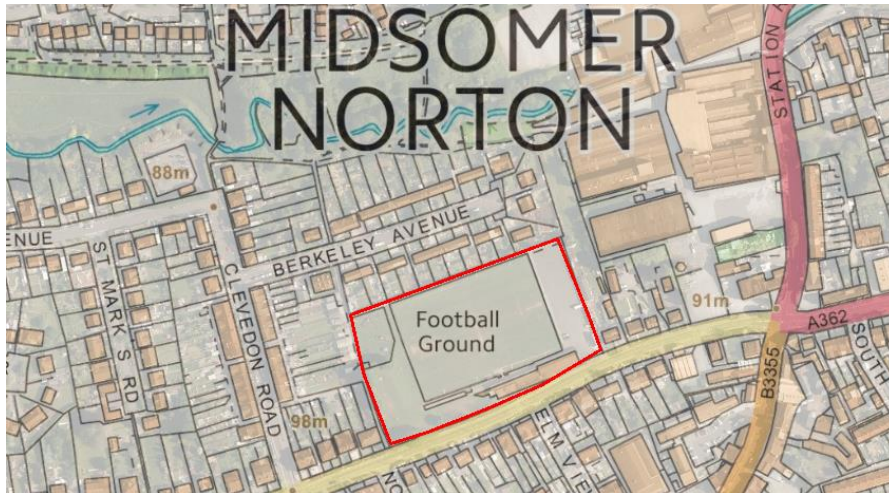 MIDSOMER
NORTON
STATION
88m
ENUE
ST MARK S RD
CLEVEDON ROAD
BERKELEY AVENUE
Football
Ground
91m
A362
B3355
SOUTH
98m
ELM VIE
NO